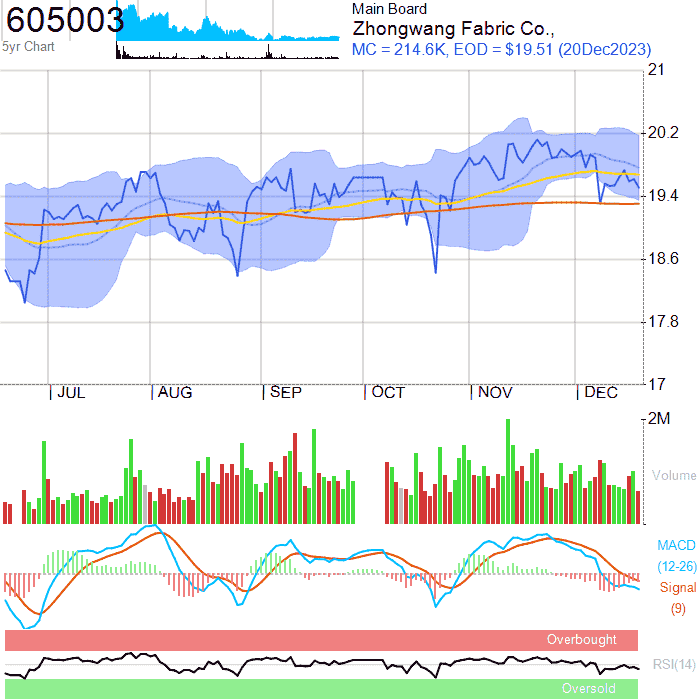 605003
5yr Chart
Main Board
Zhongwang Fabric Co.,
MC = 214.6K, EOD = $19.51 (20Dec2023)
21
20.2
19.4
18.6
17.8
17
JUL AUG SEP OCT NOV DEC
2M
Volume
MACD
(12-26)
Signal
(9)
Overbought
RSI(14)
Oversold